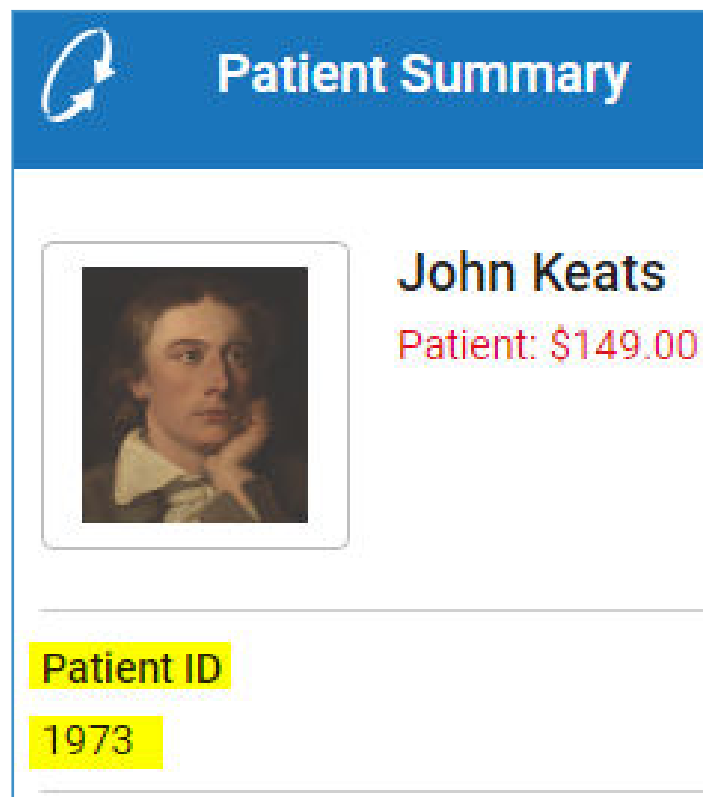 Patient Summary
John Keats
Patient: $149.00
Patient ID
1973